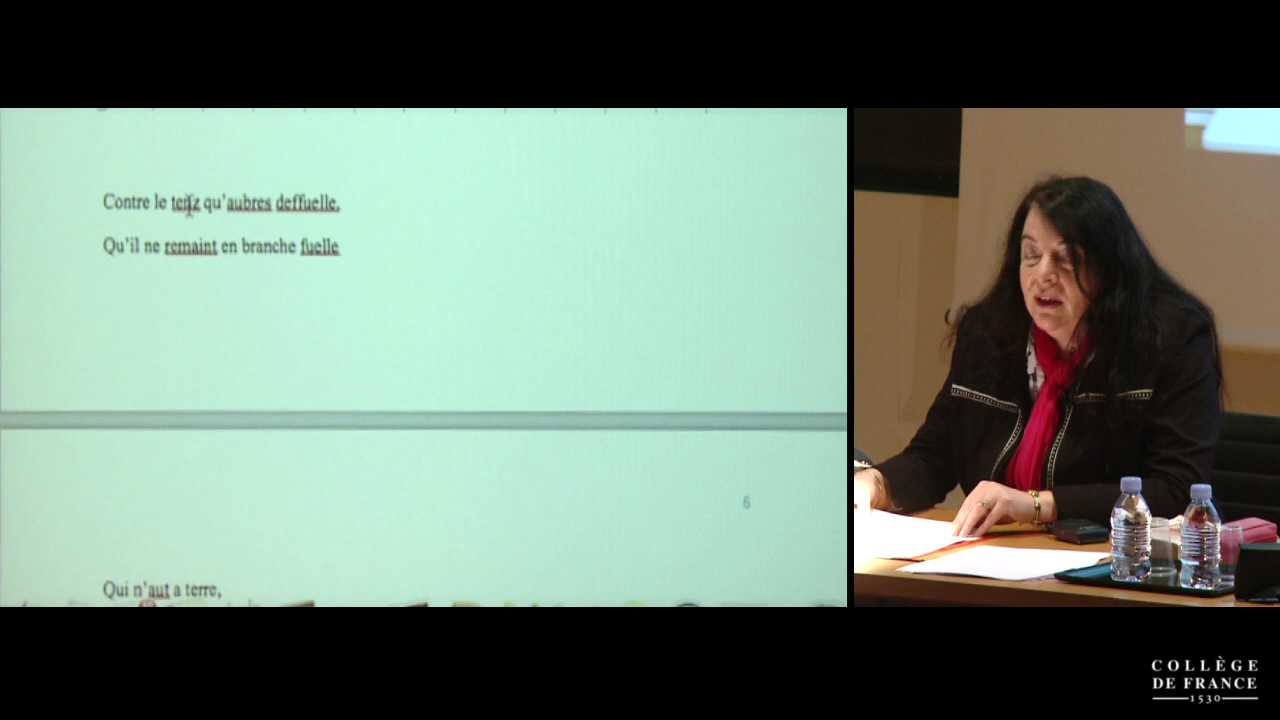 Contre le tenz qu'aubres deffuelle,
Qu'il ne remaint en branche fuelle
6
Qui n'aut a terre,
COLLÈGE
DE FRANCE
1530